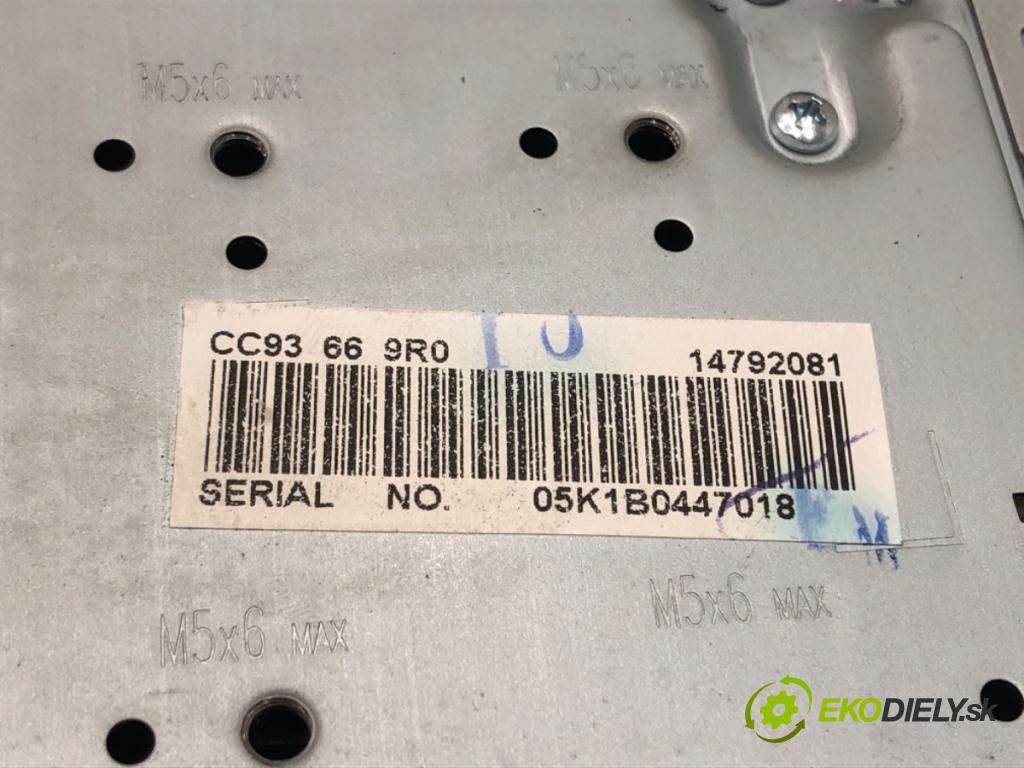 M5x6 MAX
M5x6 MAX
CC93 66 9R0
14792081
SERIAL NO. 05K1B0447018
M5x6 MAX
M5x6 MAX
EKODIELY.sk